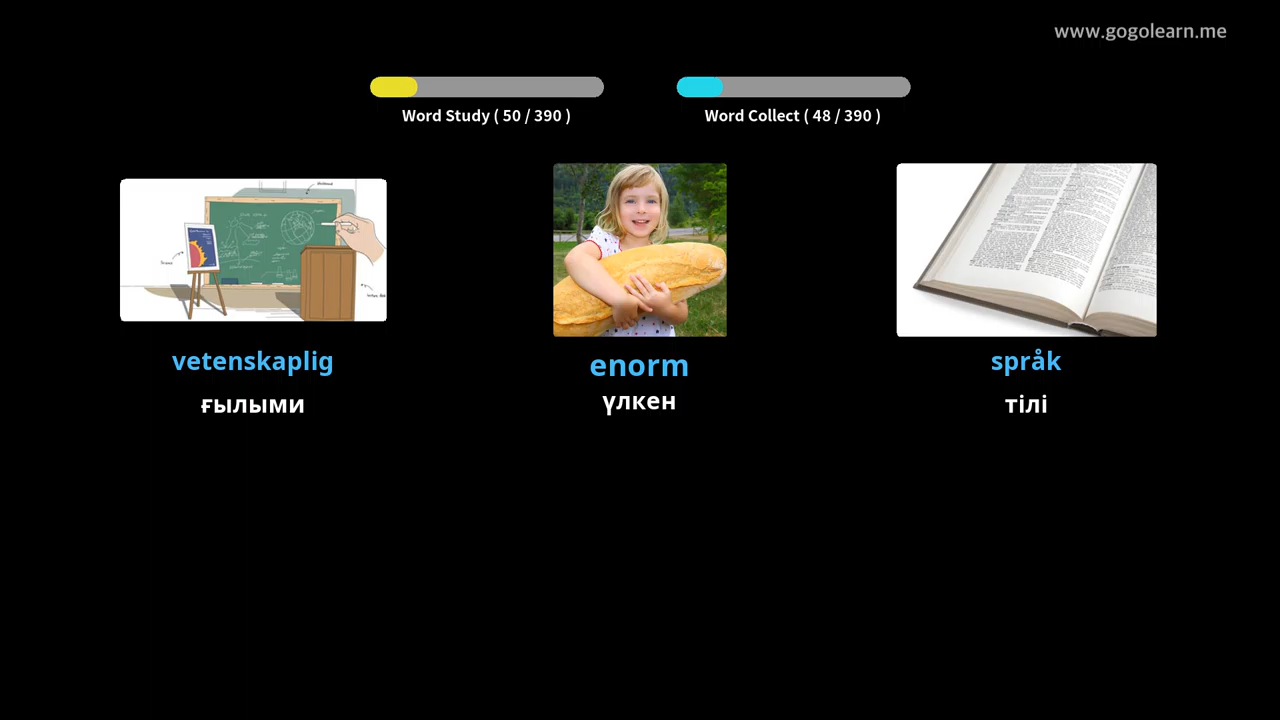 www.gogolearn.me
Word Study ( 50 / 390 )
Word Collect ( 48 / 390 )
vetenskaplig
enorm
språk
ғылыми
үлкен
тілі